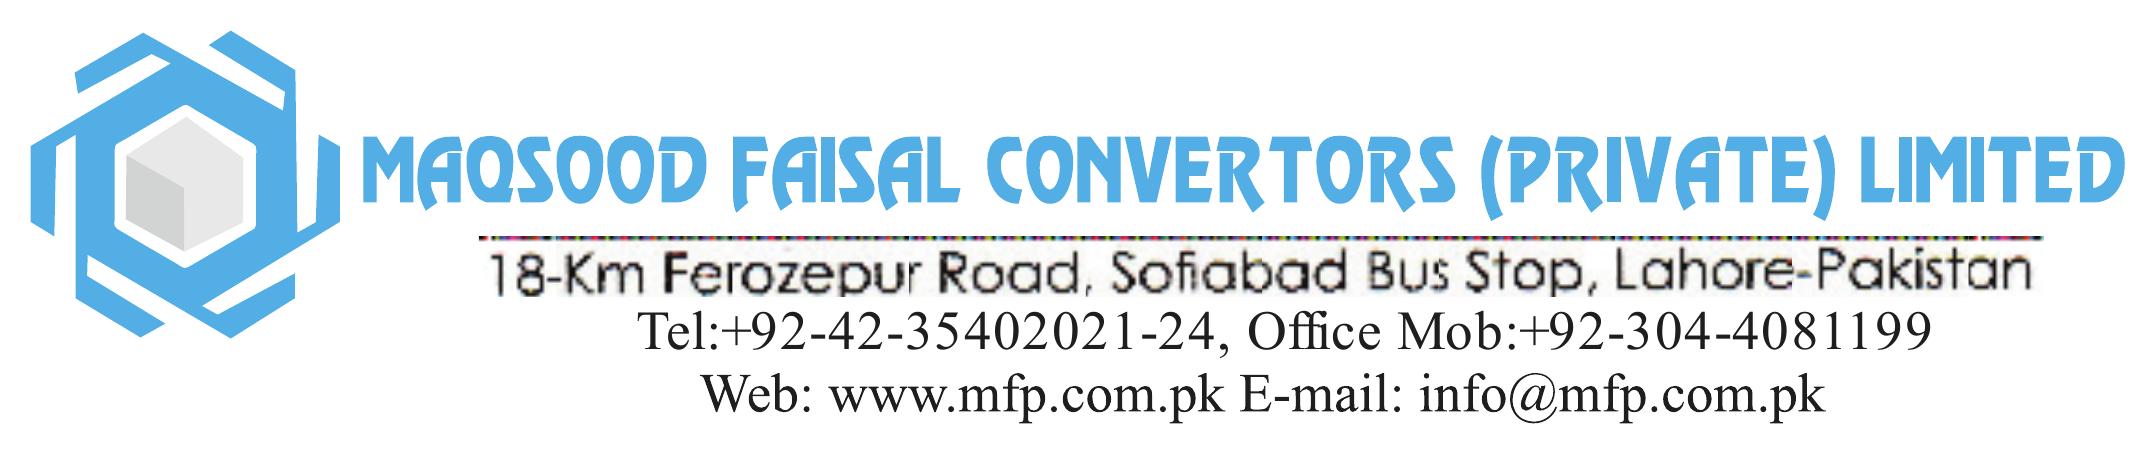 MAQSOOD FAISAL CONVERTORS (PRIVATE) LIMITED
18-Km Ferozepur Road, Sofiabad Bus Stop, Lahore-Pakistan
Tel:+92-42-35402021-24, Office Mob:+92-304-4081199
Web: www.mfp.com.pk E-mail: info@mfp.com.pk